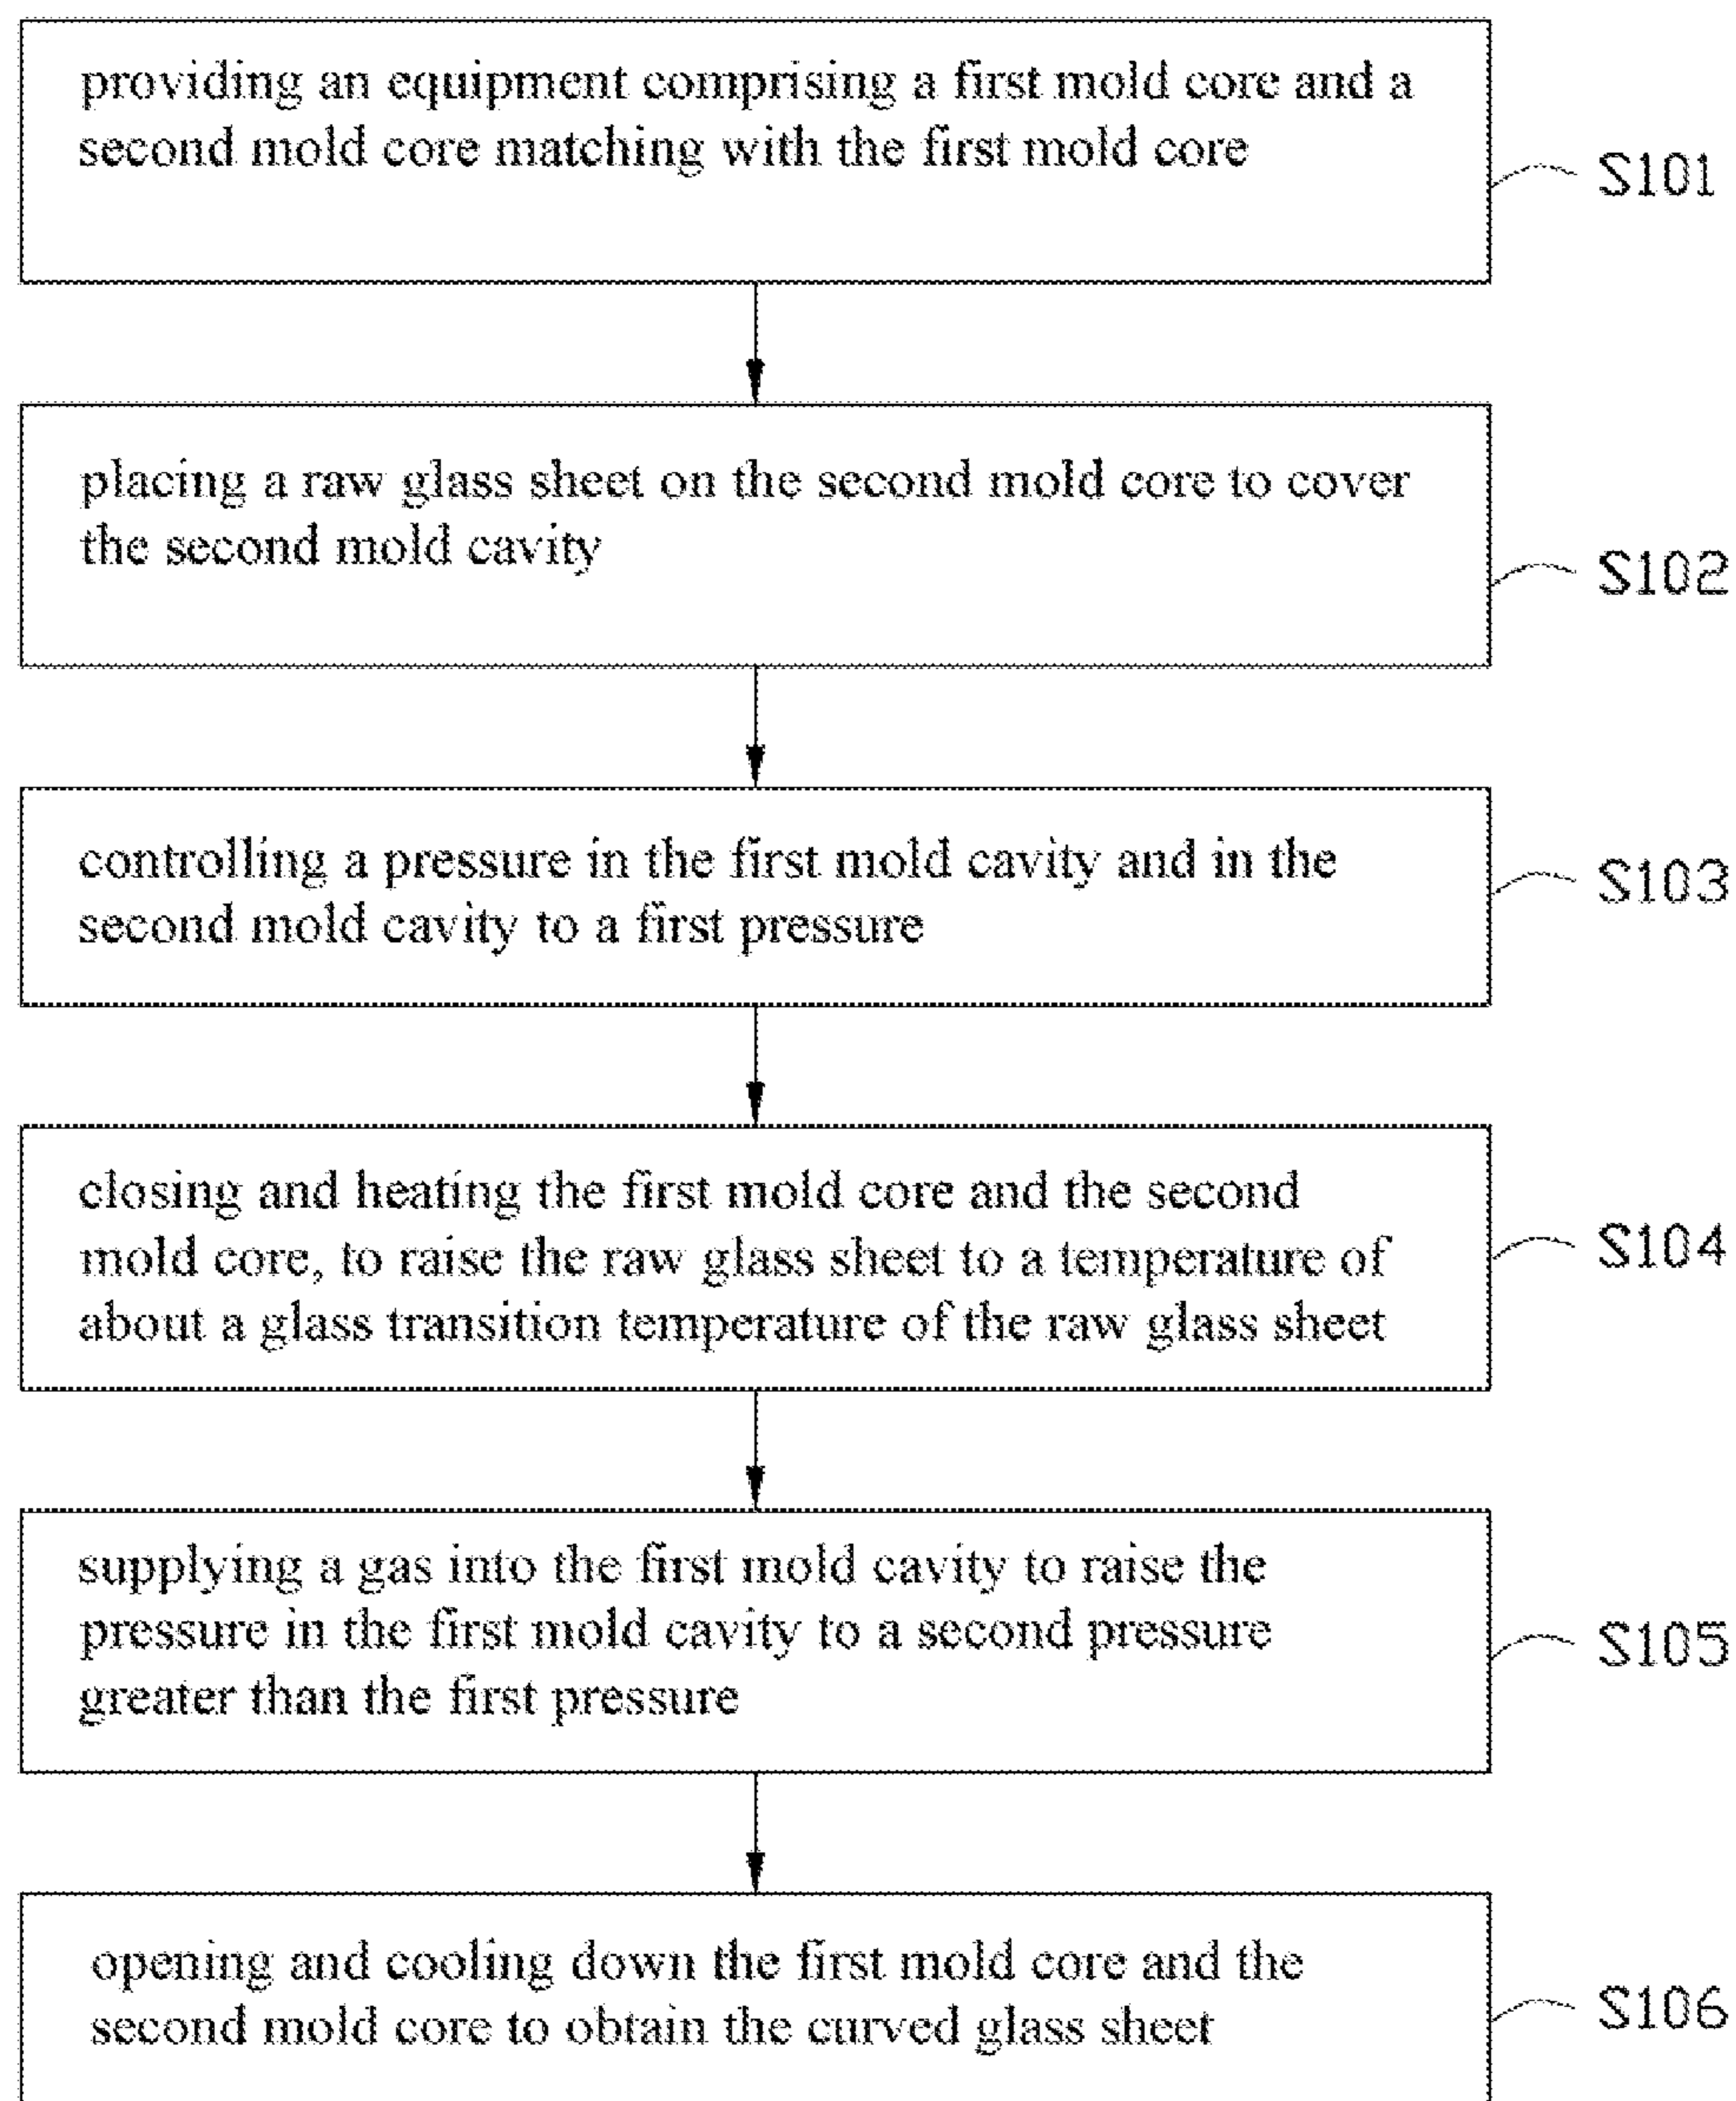 providing an equipment comprising a first mold core and a
second mold core matching with the first mold core
S101
placing a raw glass sheet on the second mold core to cover
the second mold cavity
S102
controlling a pressure in the first mold cavity and in the
second mold cavity to a first pressure
S103
closing and heating the first mold core and the second
mold core, to raise the raw glass sheet to a temperature of
about a glass transition temperature of the raw glass sheet
S104
supplying a gas into the first mold cavity to raise the
pressure in the first mold cavity to a second pressure
greater than the first pressure
S105
opening and cooling down the first mold core and the
second mold core to obtain the curved glass sheet
S106